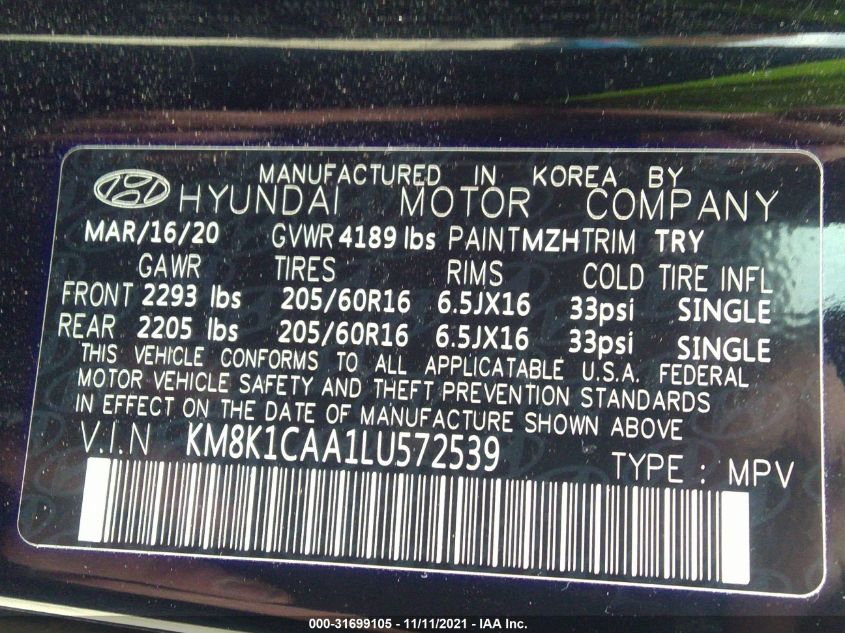 MANUFACTURED IN KOREA BY
HYUNDAI MOTOR COMPANY
MAR/16/20 GVWR 4189 lbs PAINT MZH TRIM TRY
GAWR TIRES RIMS COLD TIRE INFL
FRONT 2293 lbs 205/60R16 6.5JX16 33psi SINGLE
REAR 2205 lbs 205/60R16 6.5JX16 33psi SINGLE
THIS VEHICLE CONFORMS TO ALL APPLICATABLE U.S.A. FEDERAL
MOTOR VEHICLE SAFETY AND THEFT PREVENTION STANDARDS
IN EFFECT ON THE DATE OF MANUFACTURE SHOWN ABOVE
V.I.N KM8K1CAA1LU572539 TYPE : MPV
000-31699105 - 11/11/2021 - IAA Inc.